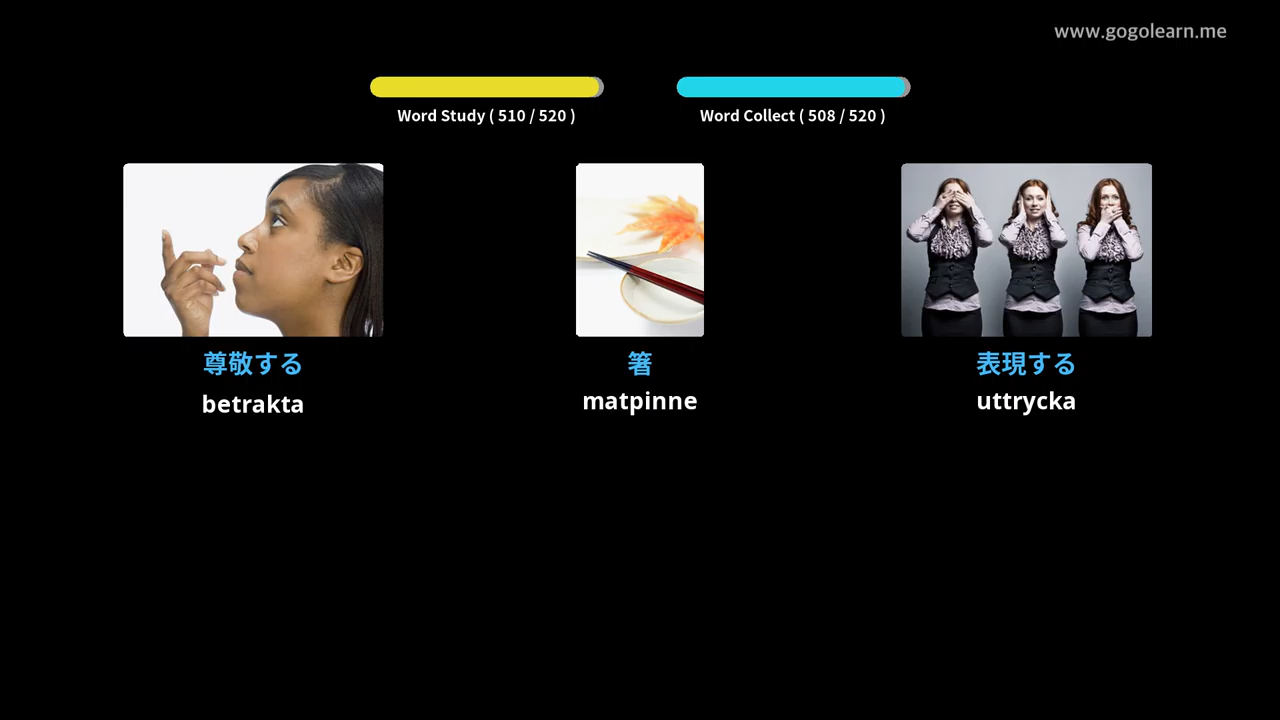 www.gogolearn.me
Word Study ( 510 / 520 )
Word Collect ( 508 / 520 )
尊敬する
betrakta
箸
matpinne
表現する
uttrycka